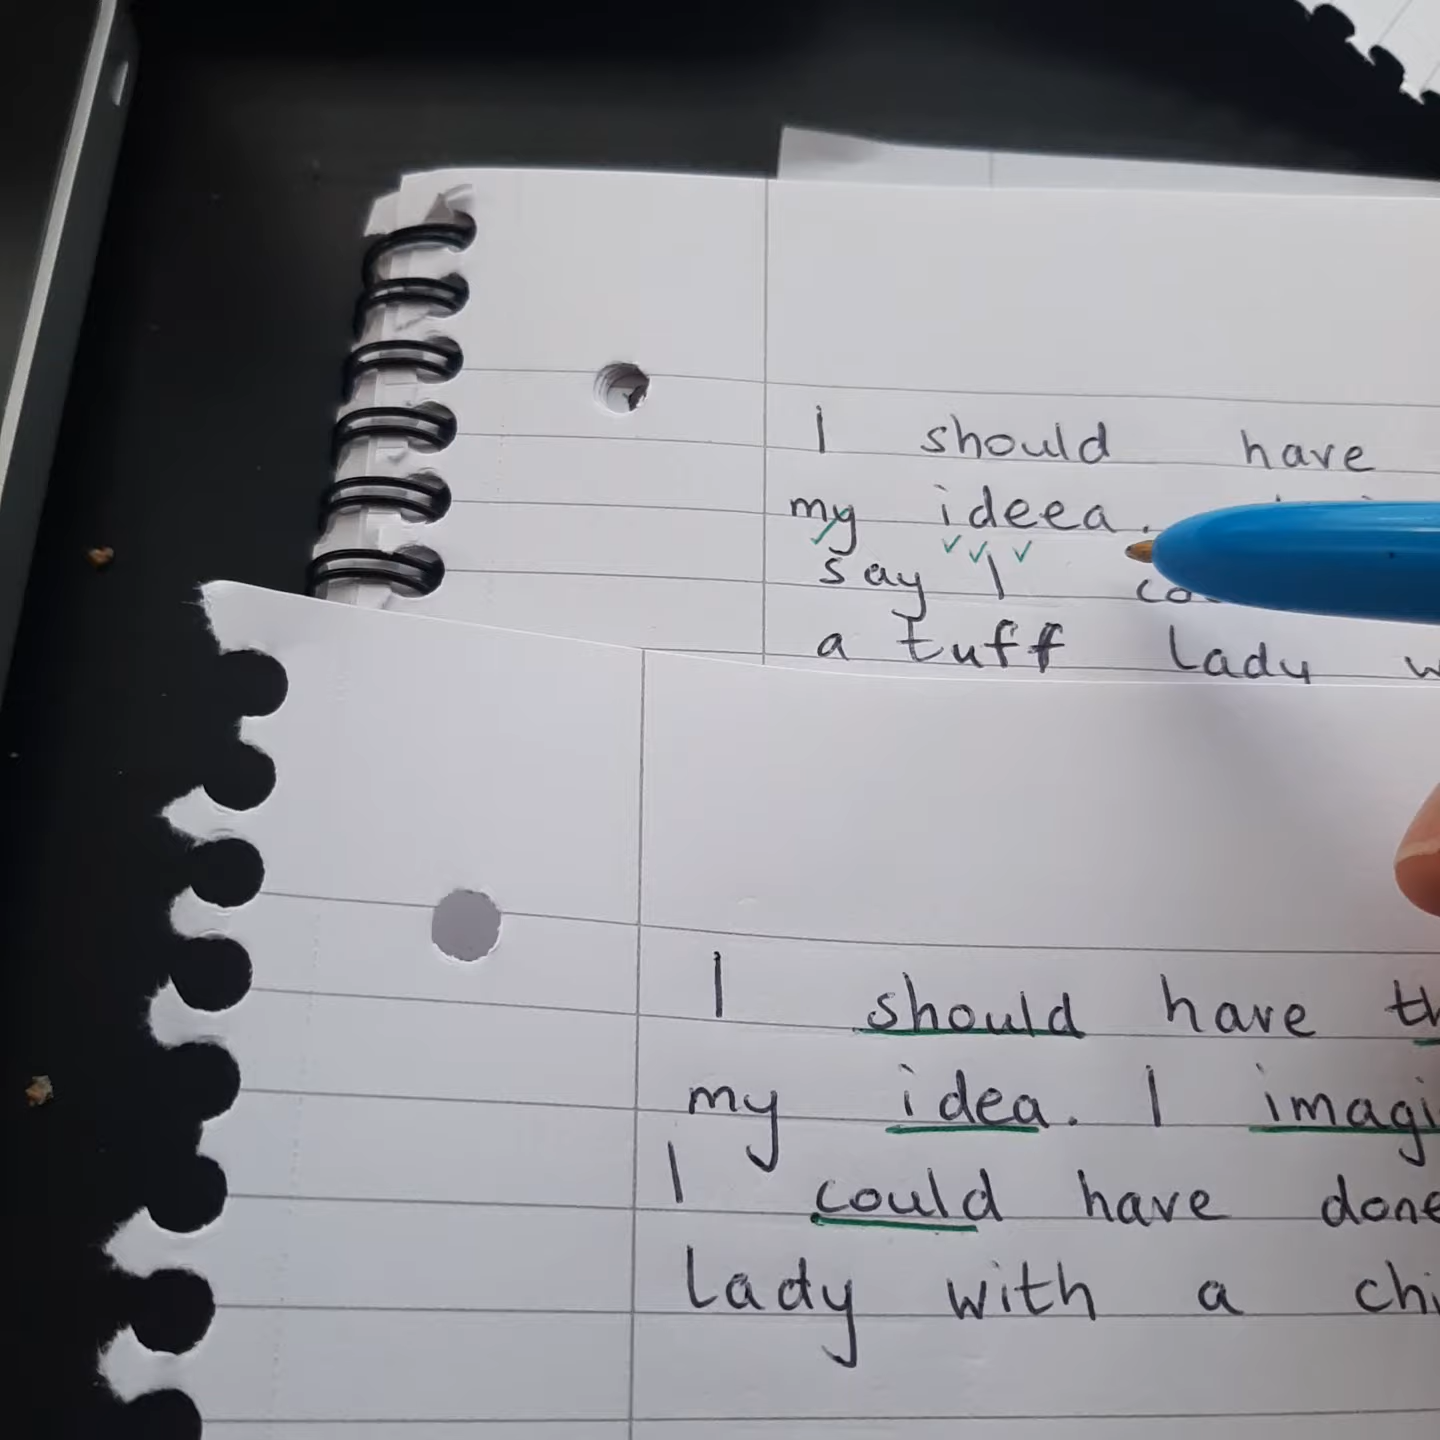 I should have
my ideea.
say I
a tuff lady
I should have
my idea. I
I could have done
lady with a